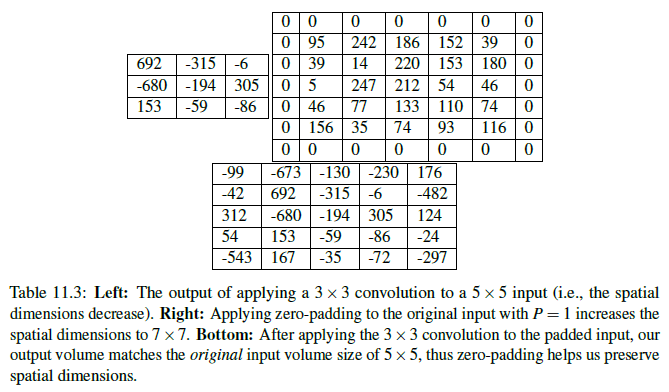 0 0 0 0 0 0 0
0 95 242 186 152 39 0
692 -315 -6 0 39 14 220 153 180 0
-680 -194 305 0 5 247 212 54 46 0
153 -59 -86 0 46 77 133 110 74 0
0 156 35 74 93 116 0
0 0 0 0 0 0 0
-99 -673 -130 -230 176
-42 692 -315 -6 -482
312 -680 -194 305 124
54 153 -59 -86 -24
-543 167 -35 -72 -297
Table 11.3: Left: The output of applying a 3 × 3 convolution to a 5 × 5 input (i.e., the spatial
dimensions decrease). Right: Applying zero-padding to the original input with P = 1 increases the
spatial dimensions to 7 × 7. Bottom: After applying the 3 × 3 convolution to the padded input, our
output volume matches the original input volume size of 5 × 5, thus zero-padding helps us preserve
spatial dimensions.